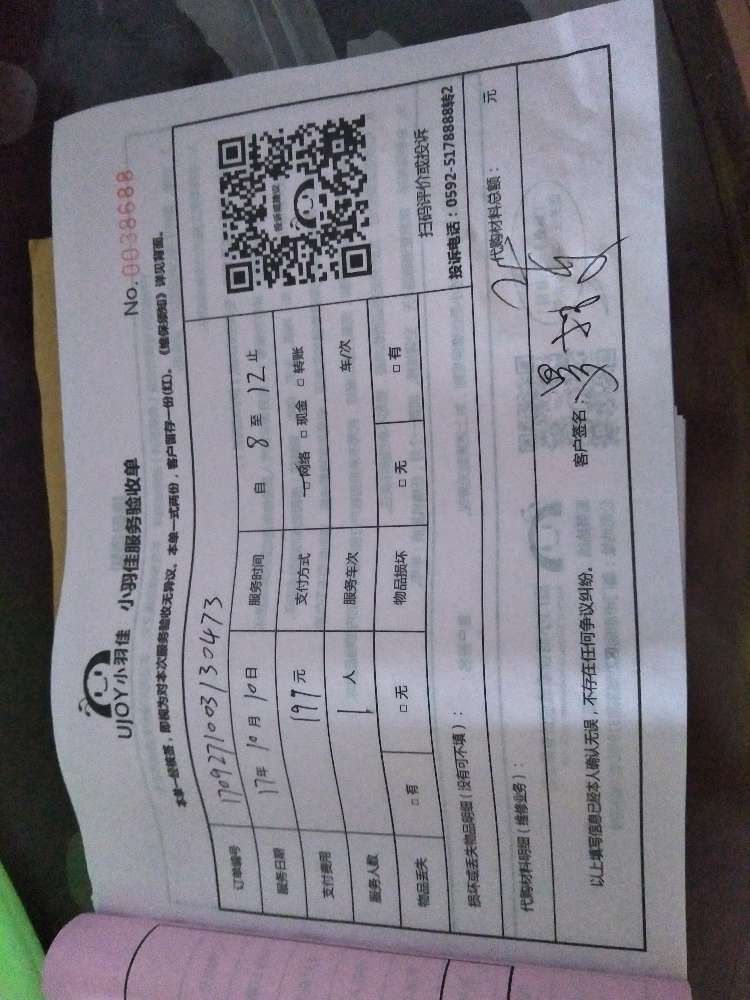 UJOY小羽佳 小羽佳服务验收单
No. 0038688
本单一经核签，即视为对本次服务验收无异议。本单一式两份，客户留存一份(红)。《维保须知》详见背面。
订单编号 170927100313 0473
服务日期 17年 10月 10日 服务时间 自 8 至 12 止
支付费用 197元 支付方式 □网络 □现金 □转账
服务人数 1 人 服务车次 车/次
物品丢失 □有 □无 物品损坏 □无 □有
投诉或建议
扫码评价或投诉
投诉电话：0592-5178888转2
损坏或丢失物品明细（没有可不填）：
代购材料明细（维修业务）： 代购材料总额： 元
以上填写信息已经本人确认无误，不存在任何争议纠纷。 客户签名：